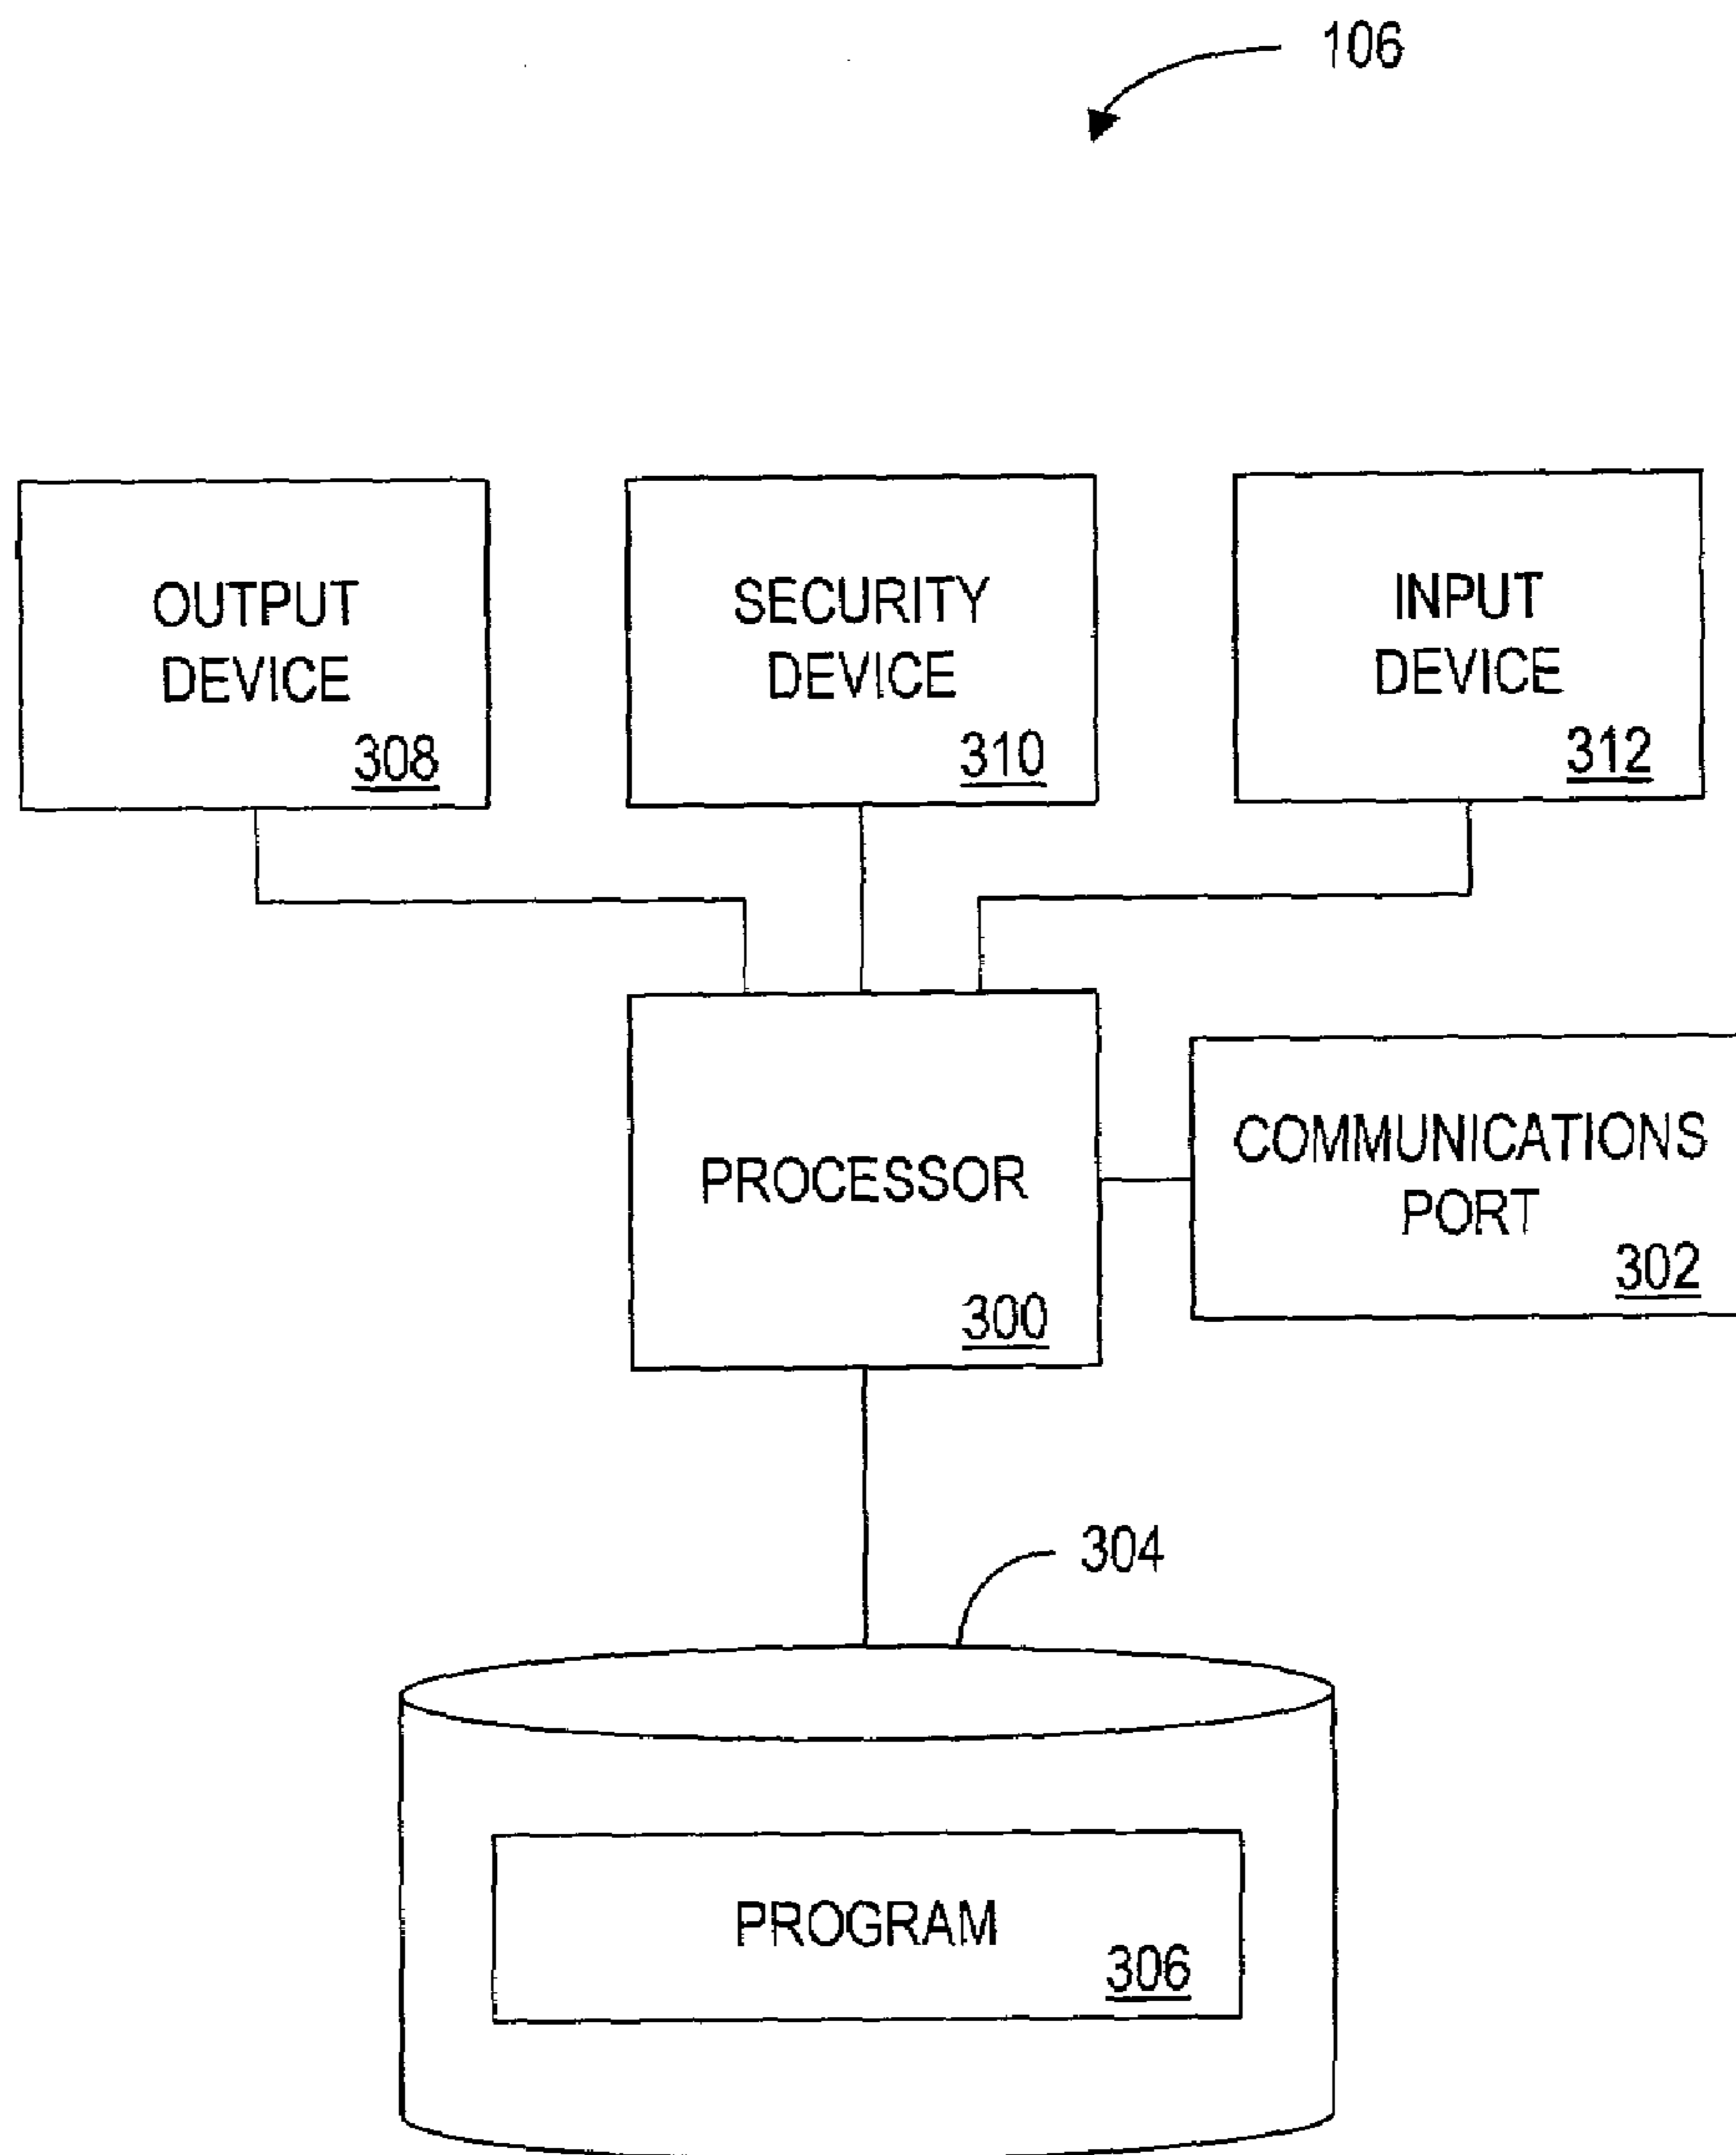 106
OUTPUT
DEVICE
308
SECURITY
DEVICE
310
INPUT
DEVICE
312
PROCESSOR
300
COMMUNICATIONS
PORT
302
304
PROGRAM
306